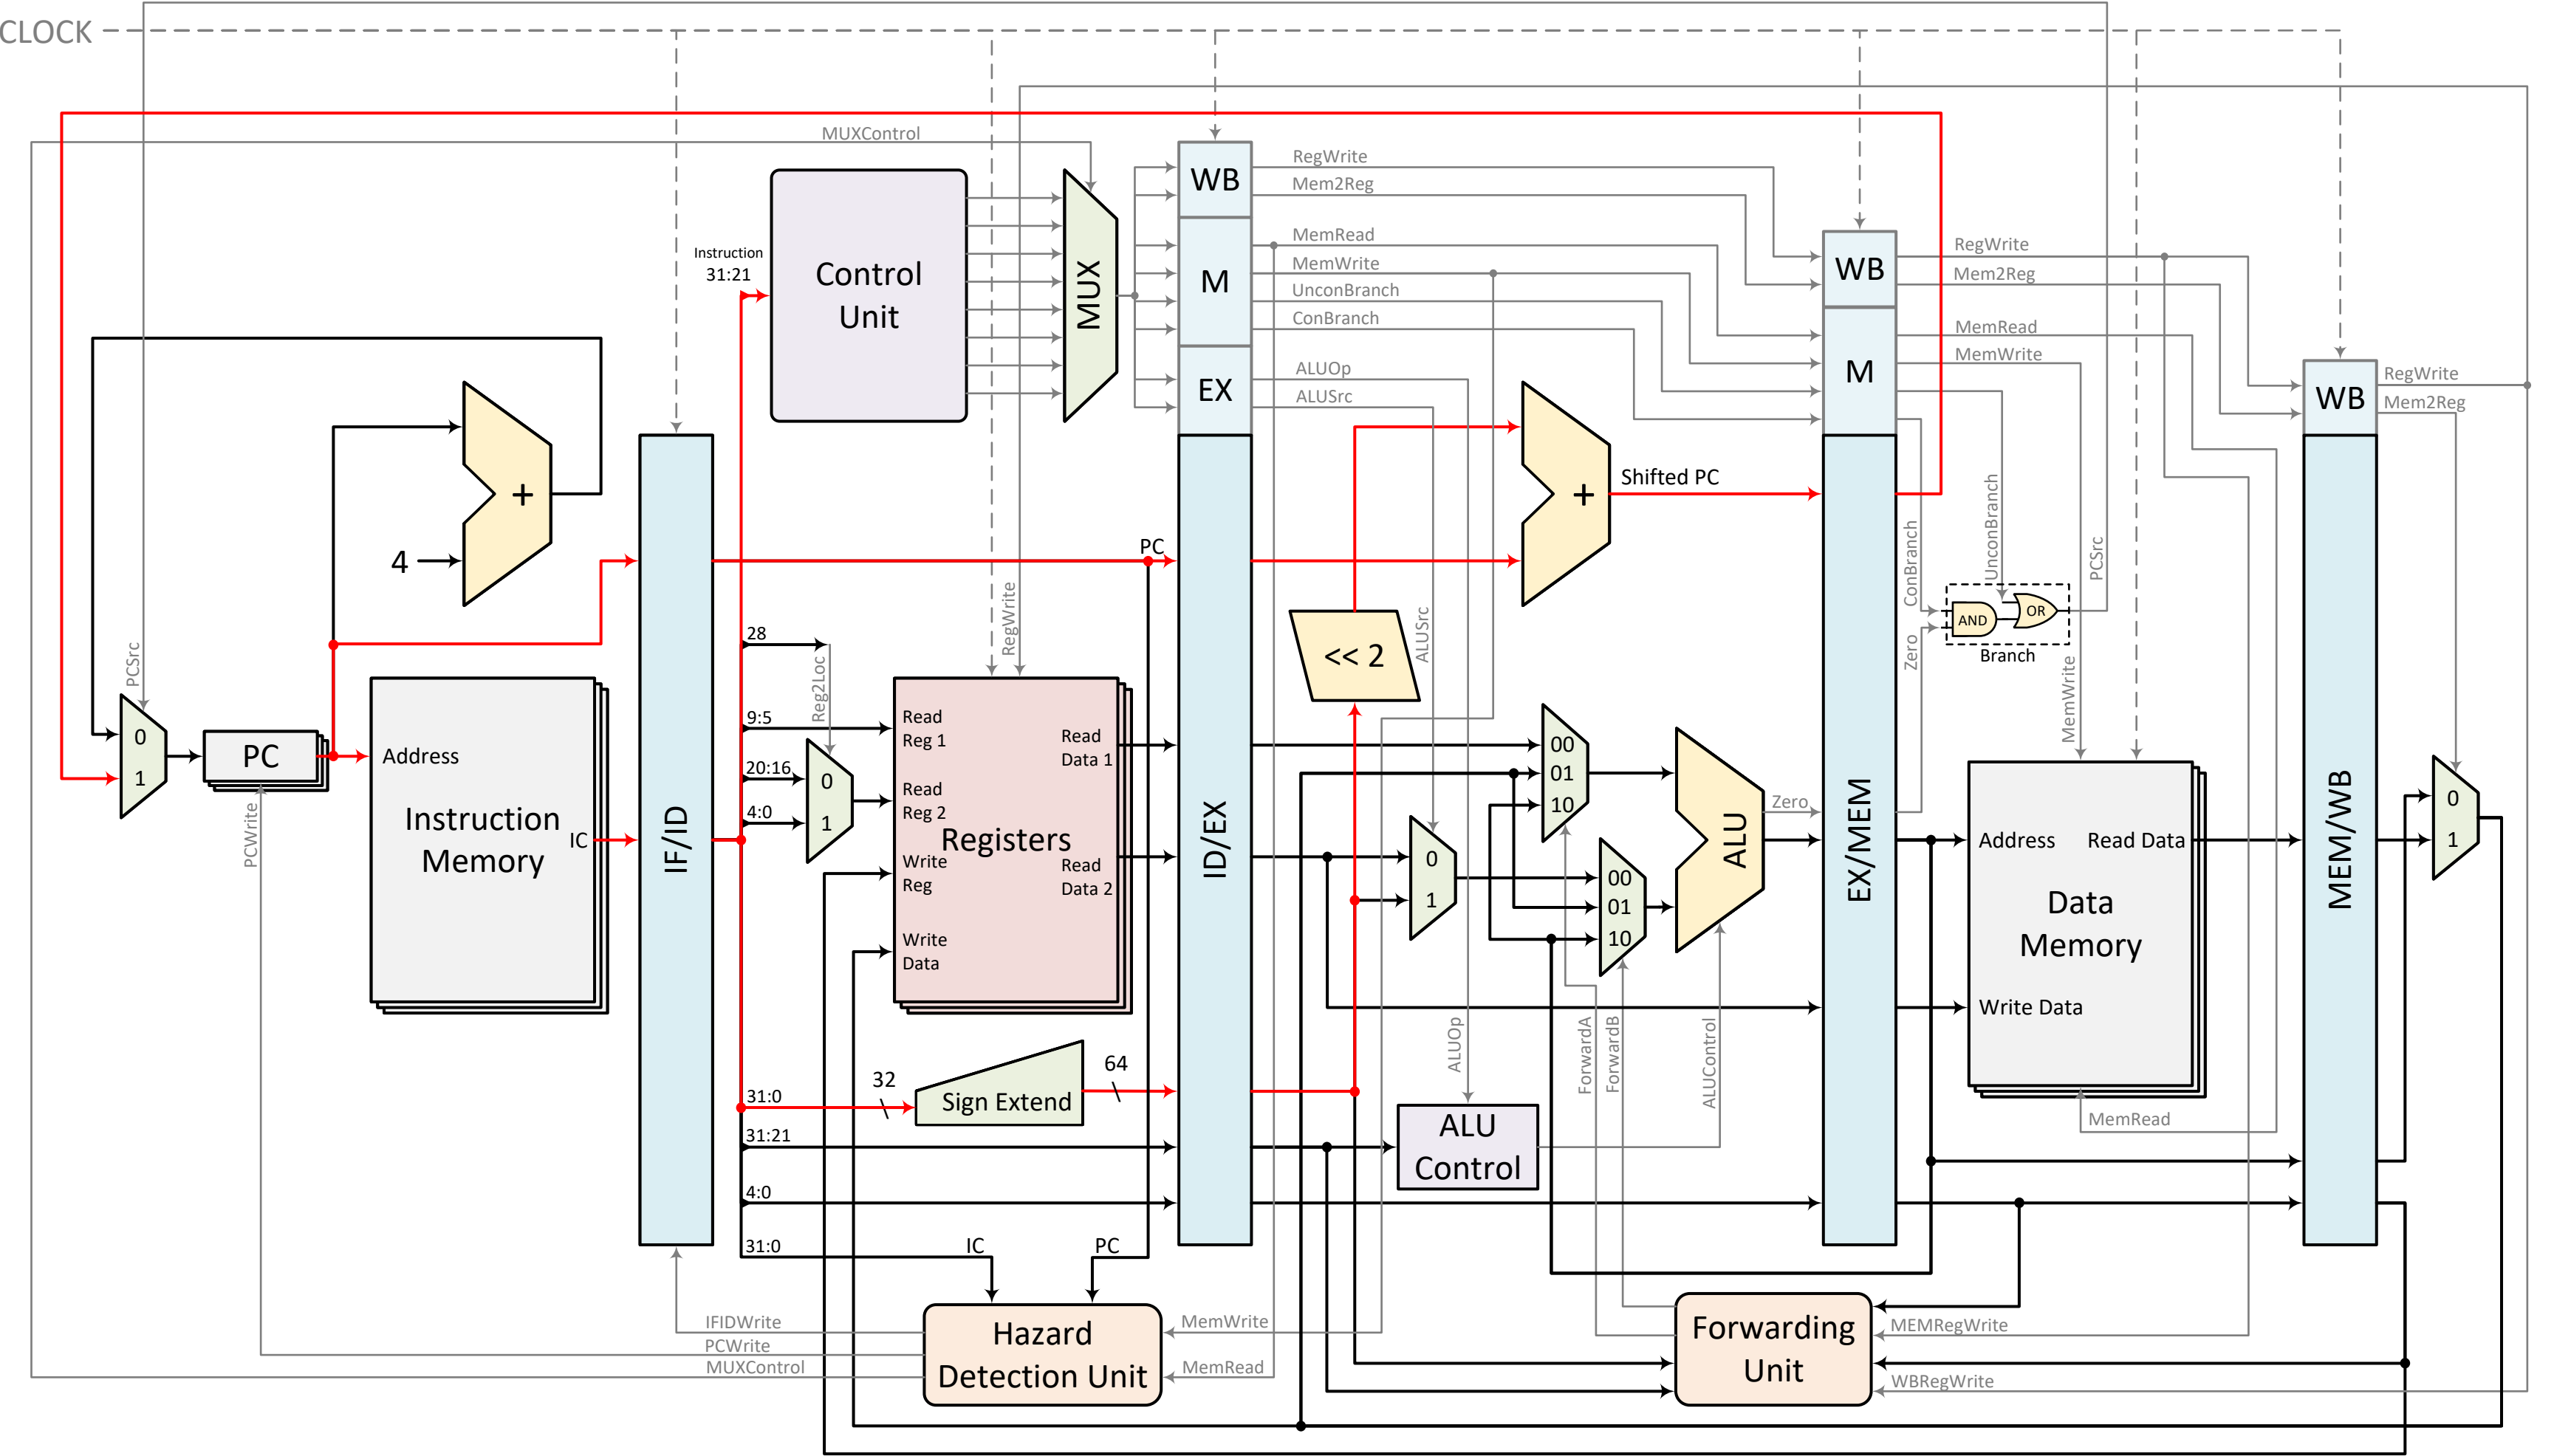 CLOCK
MUXControl
RegWrite
Mem2Reg
WB
Instruction
31:21
Control
Unit
MUX
M
EX
MemRead
MemWrite
UnconBranch
ConBranch
ALUOp
ALUSrc
WB
M
RegWrite
Mem2Reg
MemRead
MemWrite
WB
RegWrite
Mem2Reg
+
4
+
Shifted PC
PC
PCSrc
RegWrite
ALUSrc
ConBranch
UnconBranch
PCSrc
AND
OR
Branch
Zero
MemWrite
28
Reg2Loc
<< 2
0
1
PC
PCWrite
Address
Instruction
Memory
IC
IF/ID
9:5
20:16
4:0
0
1
Read
Reg 1
Read
Reg 2
Registers
Write
Reg
Write
Data
Read
Data 1
Read
Data 2
ID/EX
0
1
00
01
10
00
01
10
ALU
Zero
EX/MEM
Address
Read Data
Data
Memory
Write Data
MEM/WB
0
1
31:0
32
Sign Extend
64
31:21
4:0
31:0
IC
PC
ALUOp
ALU
Control
ForwardA
ForwardB
ALUControl
MemRead
IFIDWrite
PCWrite
MUXControl
Hazard
Detection Unit
MemWrite
MemRead
Forwarding
Unit
MEMRegWrite
WBRegWrite